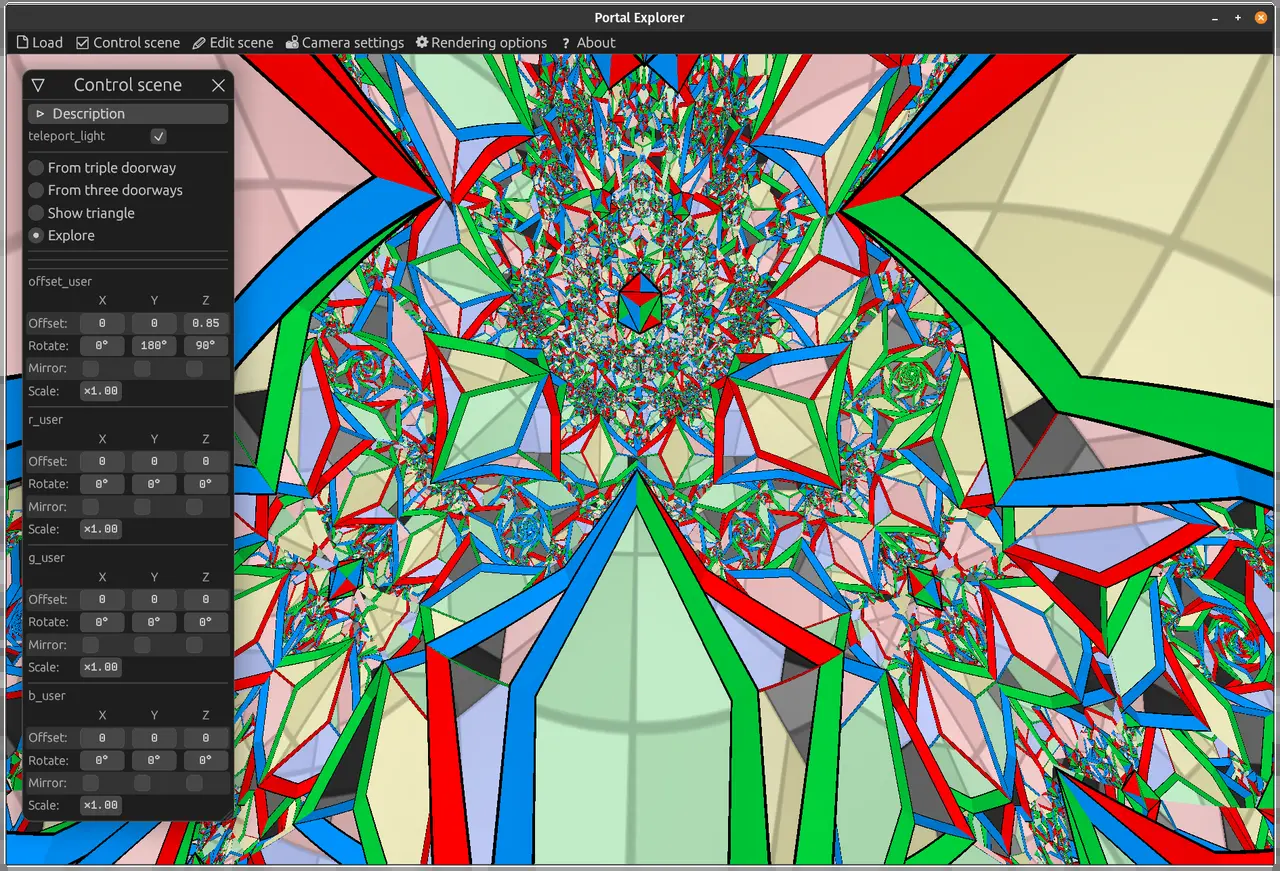 Portal Explorer
Load Control scene Edit scene Camera settings Rendering options ? About
Control scene
Description
teleport_light
From triple doorway
From three doorways
Show triangle
Explore
offset_user
X Y Z
Offset: 0 0 0.85
Rotate: 0° 180° 90°
Mirror:
Scale: ×1.00
r_user
X Y Z
Offset: 0 0 0
Rotate: 0° 0° 0°
Mirror:
Scale: ×1.00
g_user
X Y Z
Offset: 0 0 0
Rotate: 0° 0° 0°
Mirror:
Scale: ×1.00
b_user
X Y Z
Offset: 0 0 0
Rotate: 0° 0° 0°
Mirror:
Scale: ×1.00